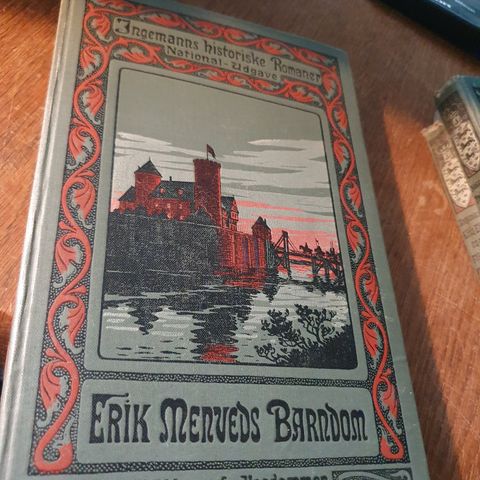 Ingemanns historiske Romaner
National-Udgave
ERIK MENVEDS BARNDOM